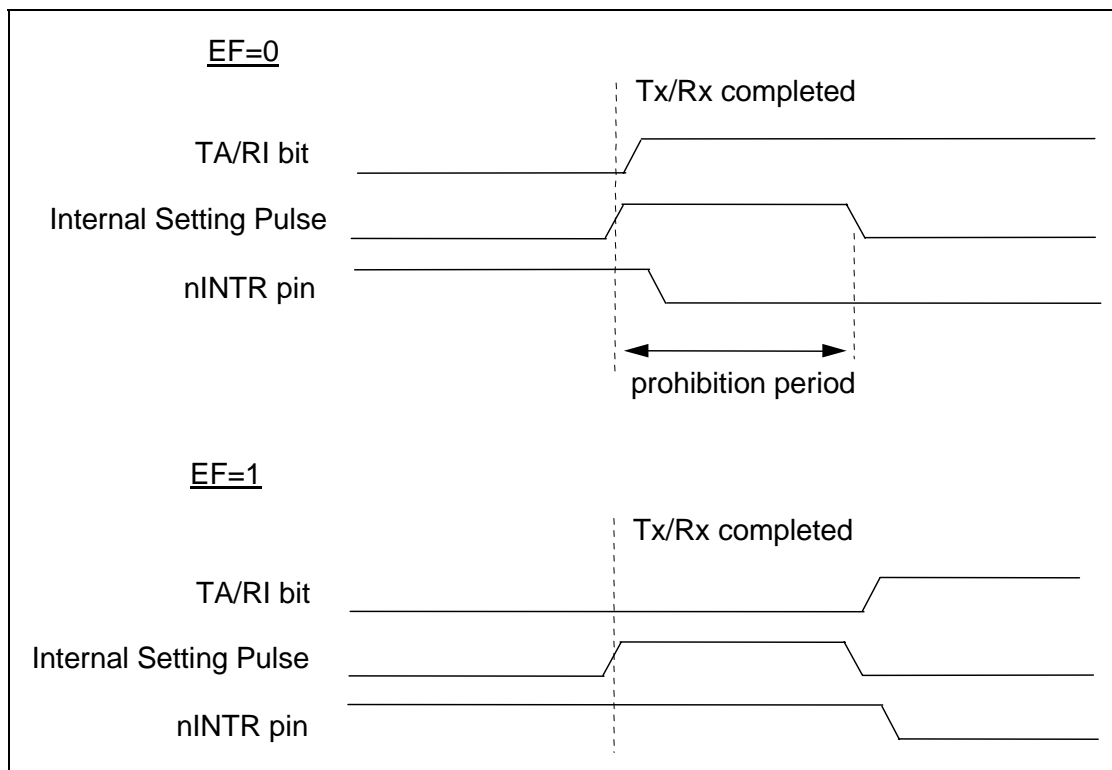 EF=0
Tx/Rx completed
TA/RI bit
Internal Setting Pulse
nINTR pin
prohibition period
EF=1
Tx/Rx completed
TA/RI bit
Internal Setting Pulse
nINTR pin